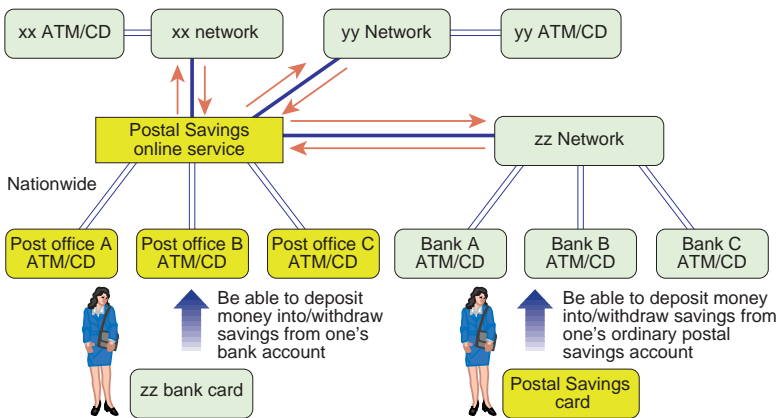 xx ATM/CD
xx network
yy Network
yy ATM/CD
Postal Savings
online service
zz Network
Nationwide
Post office A
ATM/CD
Post office B
ATM/CD
Post office C
ATM/CD
Bank A
ATM/CD
Bank B
ATM/CD
Bank C
ATM/CD
Be able to deposit
money into/withdraw
savings from one's
bank account
zz bank card
Be able to deposit money
into/withdraw savings from
one's ordinary postal
savings account
Postal Savings
card